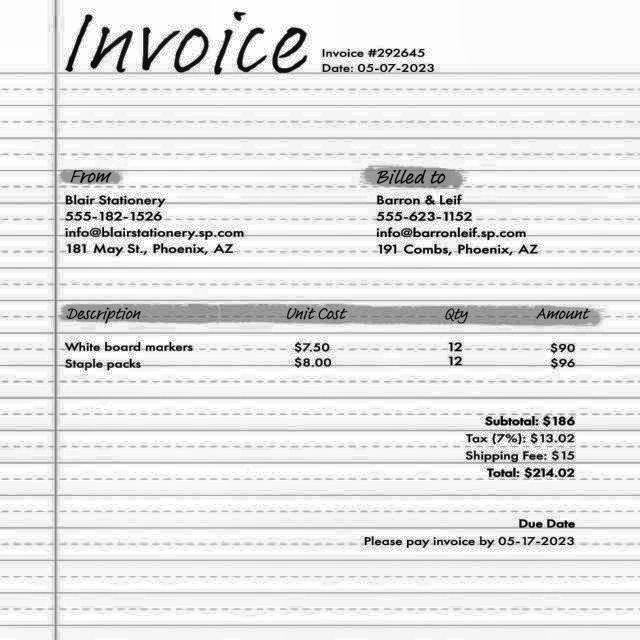 Invoice
Invoice #292645
Date: 05-07-2023
From
Blair Stationery
555-182-1526
info@blairstationery.sp.com
181 May St., Phoenix, AZ
Billed to
Barron & Leif
555-623-1152
info@barronleif.sp.com
191 Combs, Phoenix, AZ
Description Unit Cost Qty Amount
White board markers $7.50 12 $90
Staple packs $8.00 12 $96
Subtotal: $186
Tax (7%): $13.02
Shipping Fee: $15
Total: $214.02
Due Date
Please pay invoice by 05-17-2023